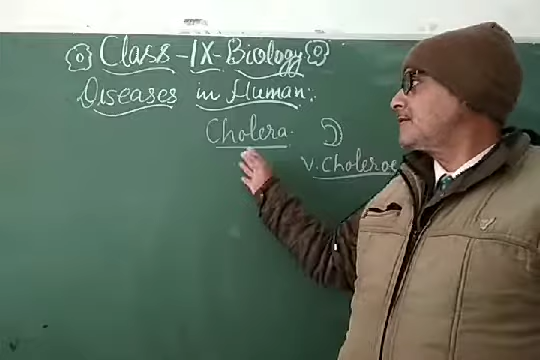 Class-IX-Biology
Diseases in Human:
Cholera.
V. Choleroe